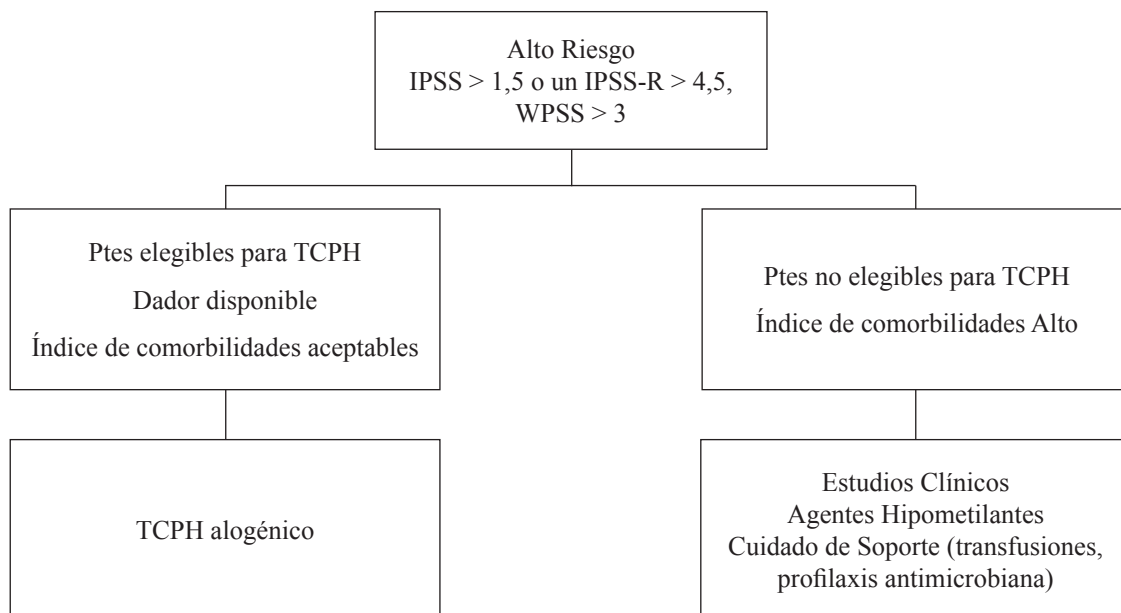 Alto Riesgo
IPSS > 1,5 o un IPSS-R > 4,5,
WPSS > 3
Ptes elegibles para TCPH
Dador disponible
Índice de comorbilidades aceptables
Ptes no elegibles para TCPH
Índice de comorbilidades Alto
TCPH alogénico
Estudios Clínicos
Agentes Hipometilantes
Cuidado de Soporte (transfusiones,
profilaxis antimicrobiana)